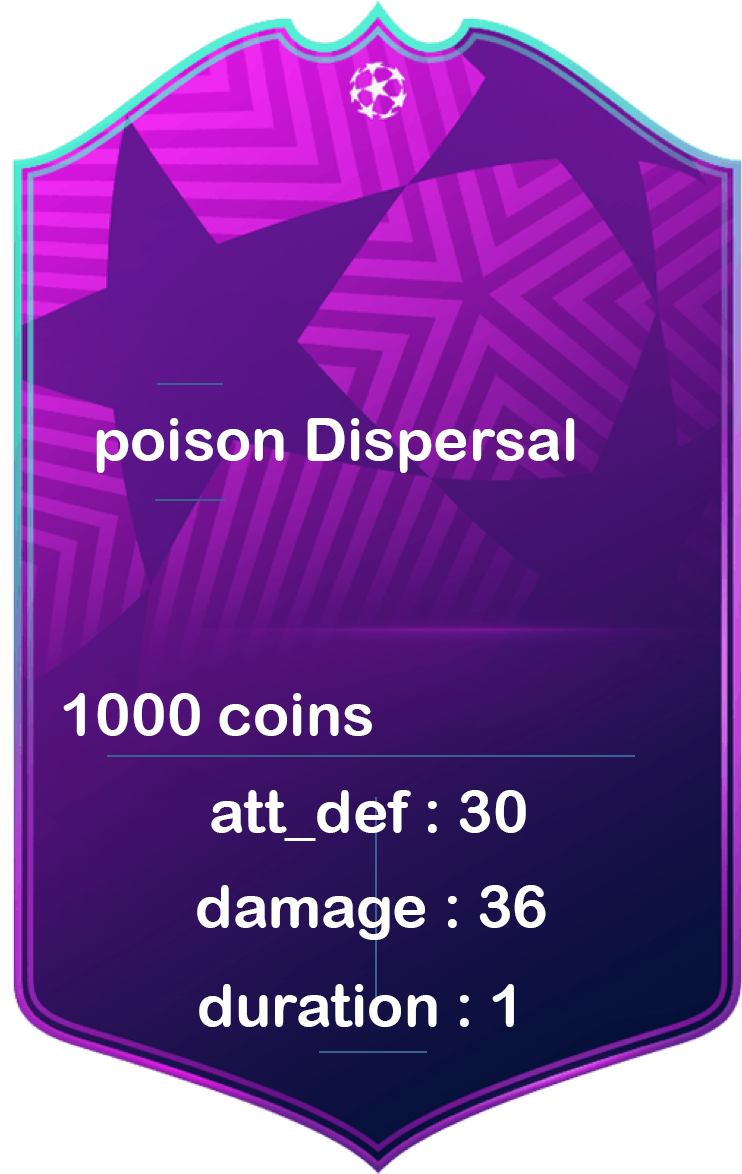 poison Dispersal
1000 coins
att_def : 30
damage : 36
duration : 1